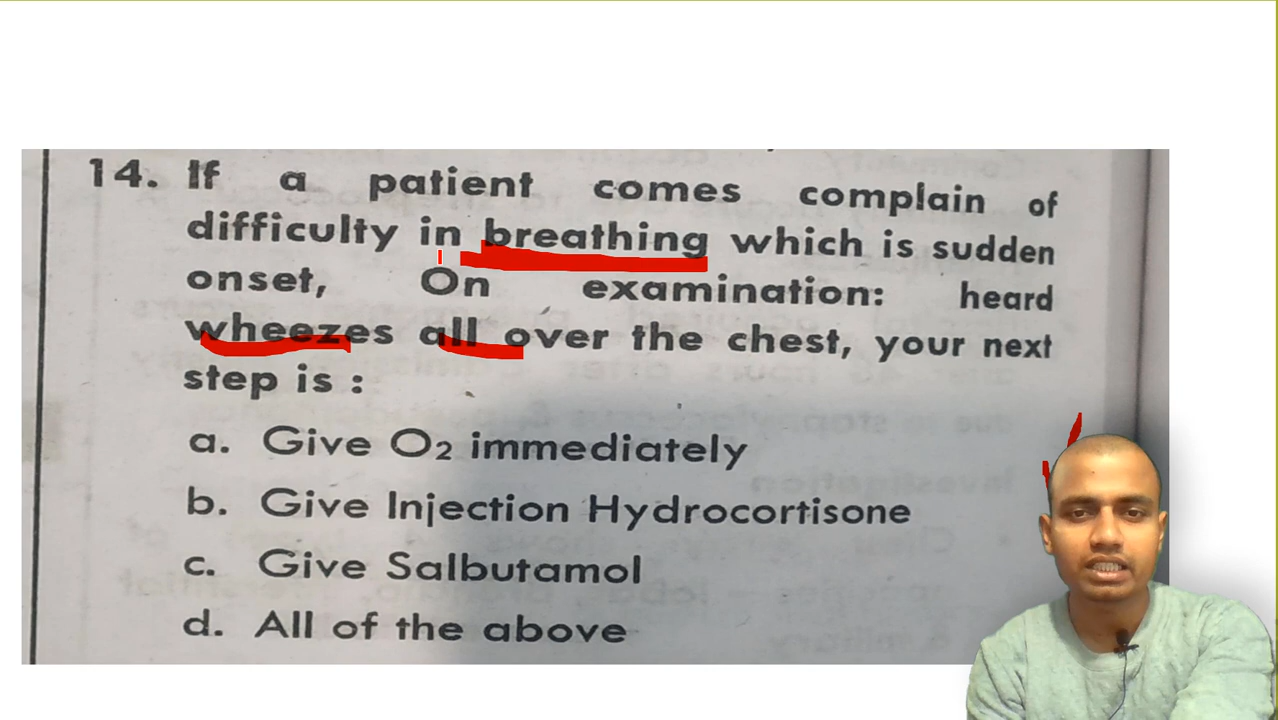 14. If a patient comes complain of
difficulty in breathing which is sudden
onset, On examination: heard
wheezes all over the chest, your next
step is :
a. Give O2 immediately
b. Give Injection Hydrocortisone
c. Give Salbutamol
d. All of the above